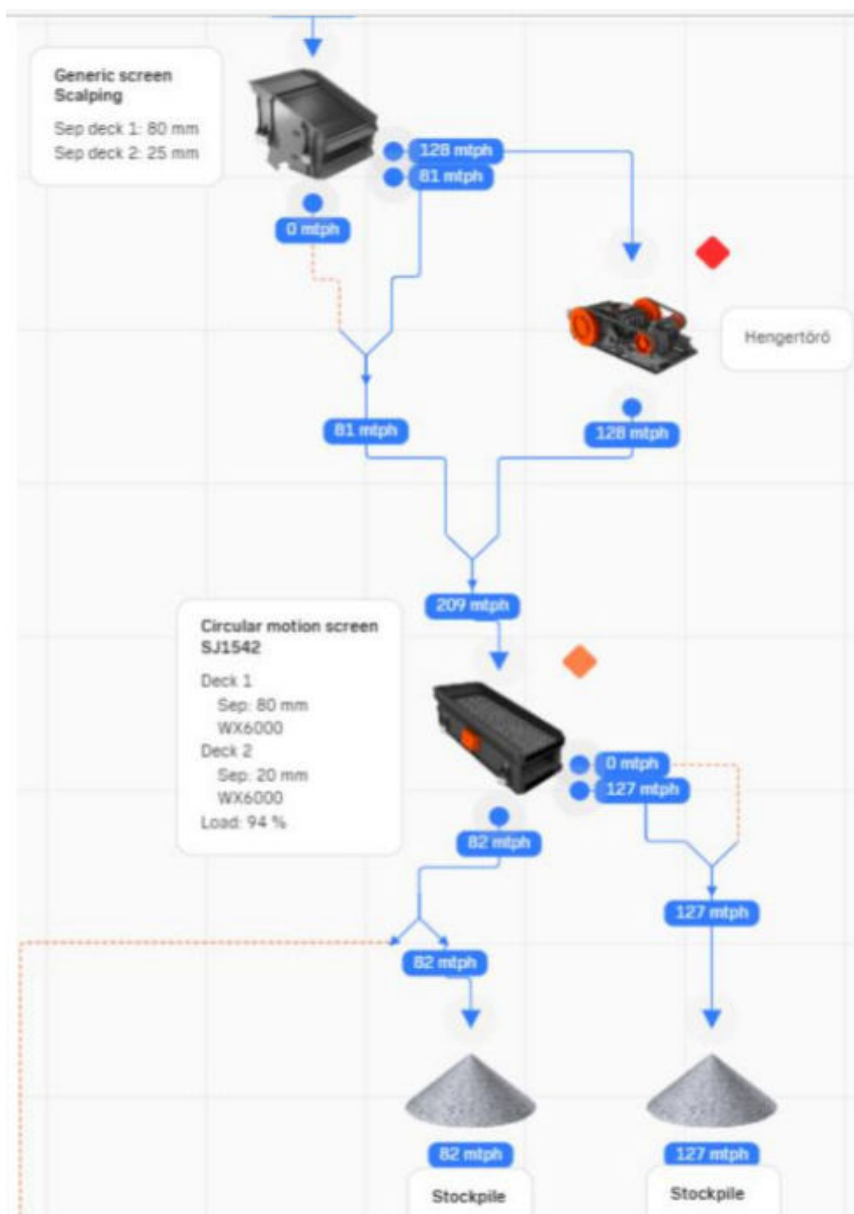 Generic screen
Scalping
Sep deck 1: 80 mm
Sep deck 2: 25 mm
128 mtph
81 mtph
0 mtph
Hengertörő
81 mtph
128 mtph
209 mtph
Circular motion screen
SJ1542
Deck 1
Sep: 80 mm
WX6000
Deck 2
Sep: 20 mm
WX6000
Load: 94 %
0 mtph
127 mtph
82 mtph
127 mtph
82 mtph
82 mtph
127 mtph
Stockpile
Stockpile